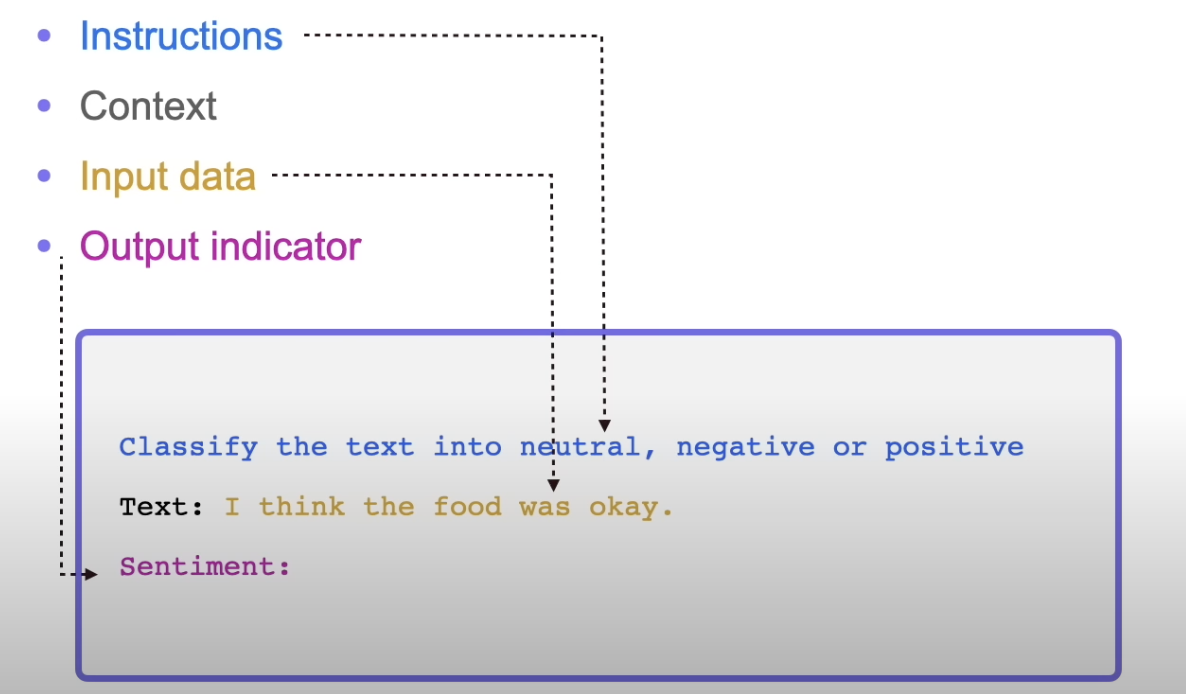 Instructions
Context
Input data
Output indicator
Classify the text into neutral, negative or positive
Text: I think the food was okay.
Sentiment: